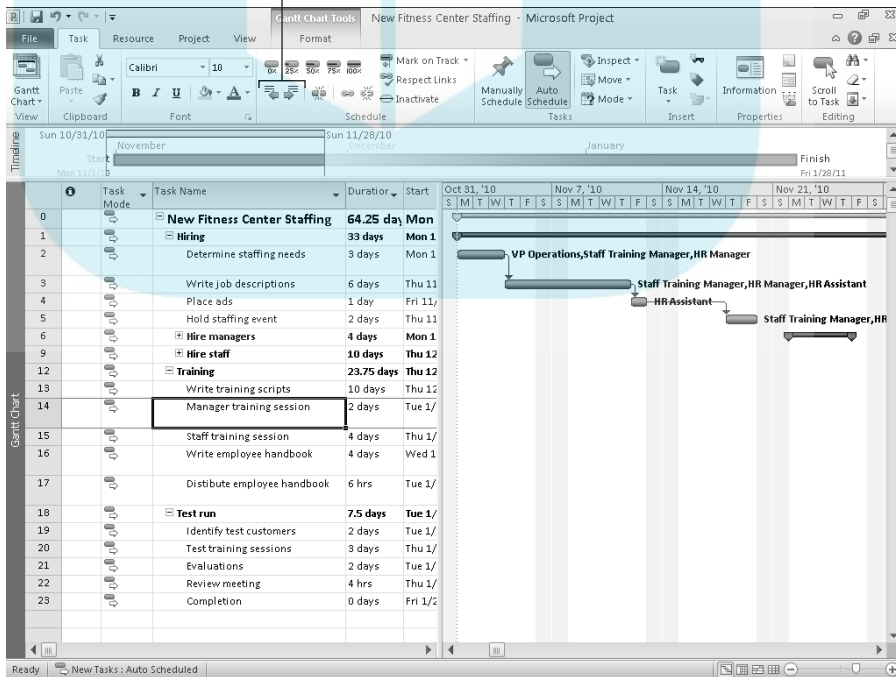 Gantt Chart Tools New Fitness Center Staffing - Microsoft Project
File Task Resource Project View Format
Gantt Chart
View
Paste
Clipboard
Calibri 10
B I U A
Font
0% 25% 50% 75% 100%
Mark on Track
Respect Links
Inactivate
Schedule
Manually Schedule
Auto Schedule
Inspect
Move
Mode
Tasks
Task
Insert
Information
Properties
Scroll to Task
Editing
Timeline
Sun 10/31/10 Sun 11/28/10
November December January
Start Finish
Mon 11/1/10 Fri 1/28/11
Task Mode Task Name Duration Start Oct 31, '10 Nov 7, '10 Nov 14, '10 Nov 21, '10
S M T W T F S S M T W T F S S M T W T F S S M T W T F S
0 New Fitness Center Staffing 64.25 day Mon
1 Hiring 33 days Mon 1
2 Determine staffing needs 3 days Mon 1 VP Operations,Staff Training Manager,HR Manager
3 Write job descriptions 6 days Thu 11 Staff Training Manager,HR Manager,HR Assistant
4 Place ads 1 day Fri 11/ HR Assistant
5 Hold staffing event 2 days Thu 11 Staff Training Manager,HR
6 Hire managers 4 days Mon 1
9 Hire staff 10 days Thu 12
12 Training 23.75 days Thu 12
13 Write training scripts 10 days Thu 12
14 Manager training session 2 days Tue 1/
15 Staff training session 4 days Thu 1/
16 Write employee handbook 4 days Wed 1
17 Distibute employee handbook 6 hrs Tue 1/
18 Test run 7.5 days Tue 1/
19 Identify test customers 2 days Tue 1/
20 Test training sessions 3 days Thu 1/
21 Evaluations 2 days Tue 1/
22 Review meeting 4 hrs Thu 1/
23 Completion 0 days Fri 1/2
Gantt Chart
Ready New Tasks : Auto Scheduled